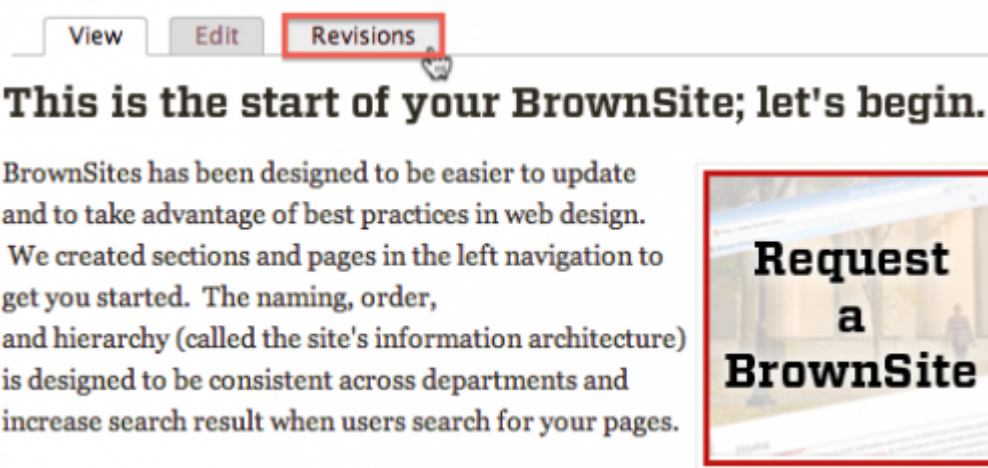 View Edit Revisions
This is the start of your BrownSite; let's begin.
BrownSites has been designed to be easier to update
and to take advantage of best practices in web design.
We created sections and pages in the left navigation to
get you started.  The naming, order,
and hierarchy (called the site's information architecture)
is designed to be consistent across departments and
increase search result when users search for your pages.
Request
a
BrownSite
Home